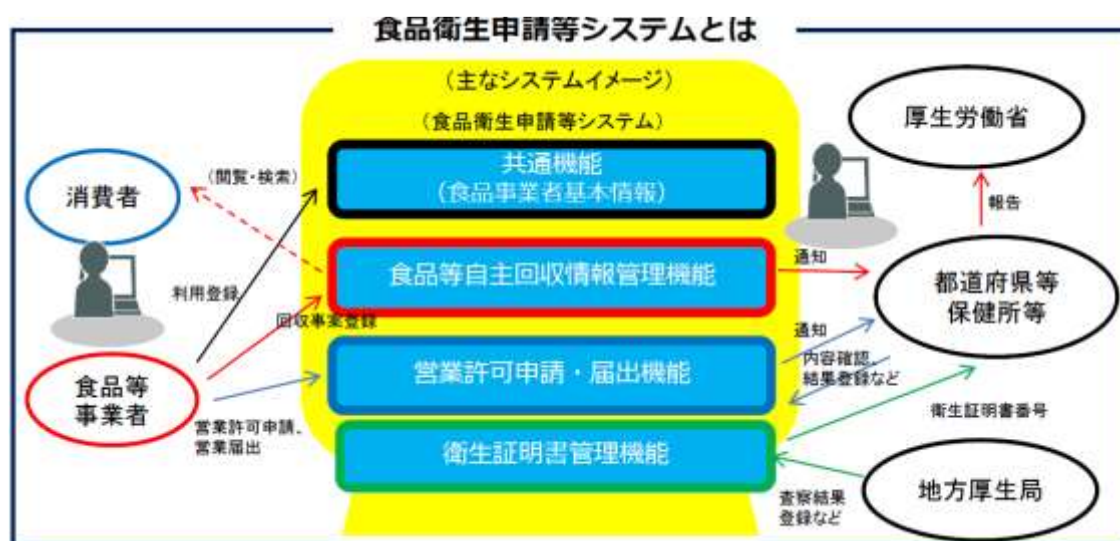 食品衛生申請等システムとは
（主なシステムイメージ）
（食品衛生申請等システム）
共通機能
（食品事業者基本情報）
食品等自主回収情報管理機能
営業許可申請・届出機能
衛生証明書管理機能
消費者
（閲覧・検索）
利用登録
回収事案登録
食品等
事業者
営業許可申請、
営業届出
厚生労働省
報告
通知
都道府県等
保健所等
通知
内容確認、
結果登録など
衛生証明書番号
地方厚生局
査察結果
登録など